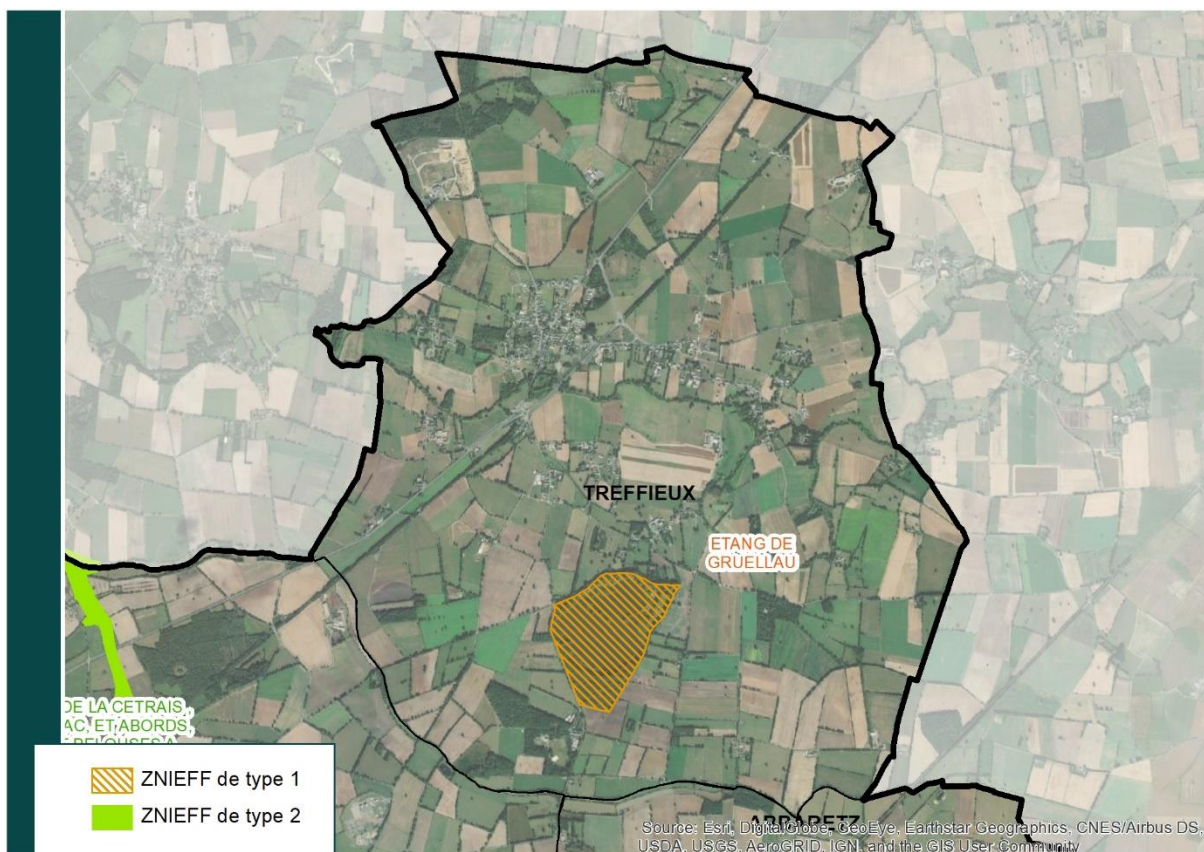 TREFFIEUX
ETANG DE
GRUELLAU
DE LA CETRAIS,
AC, ET ABORDS,
ZNIEFF de type 1
ZNIEFF de type 2
Source: Esri, DigitalGlobe, GeoEye, Earthstar Geographics, CNES/Airbus DS,
USDA, USGS, AeroGRID, IGN, and the GIS User Community